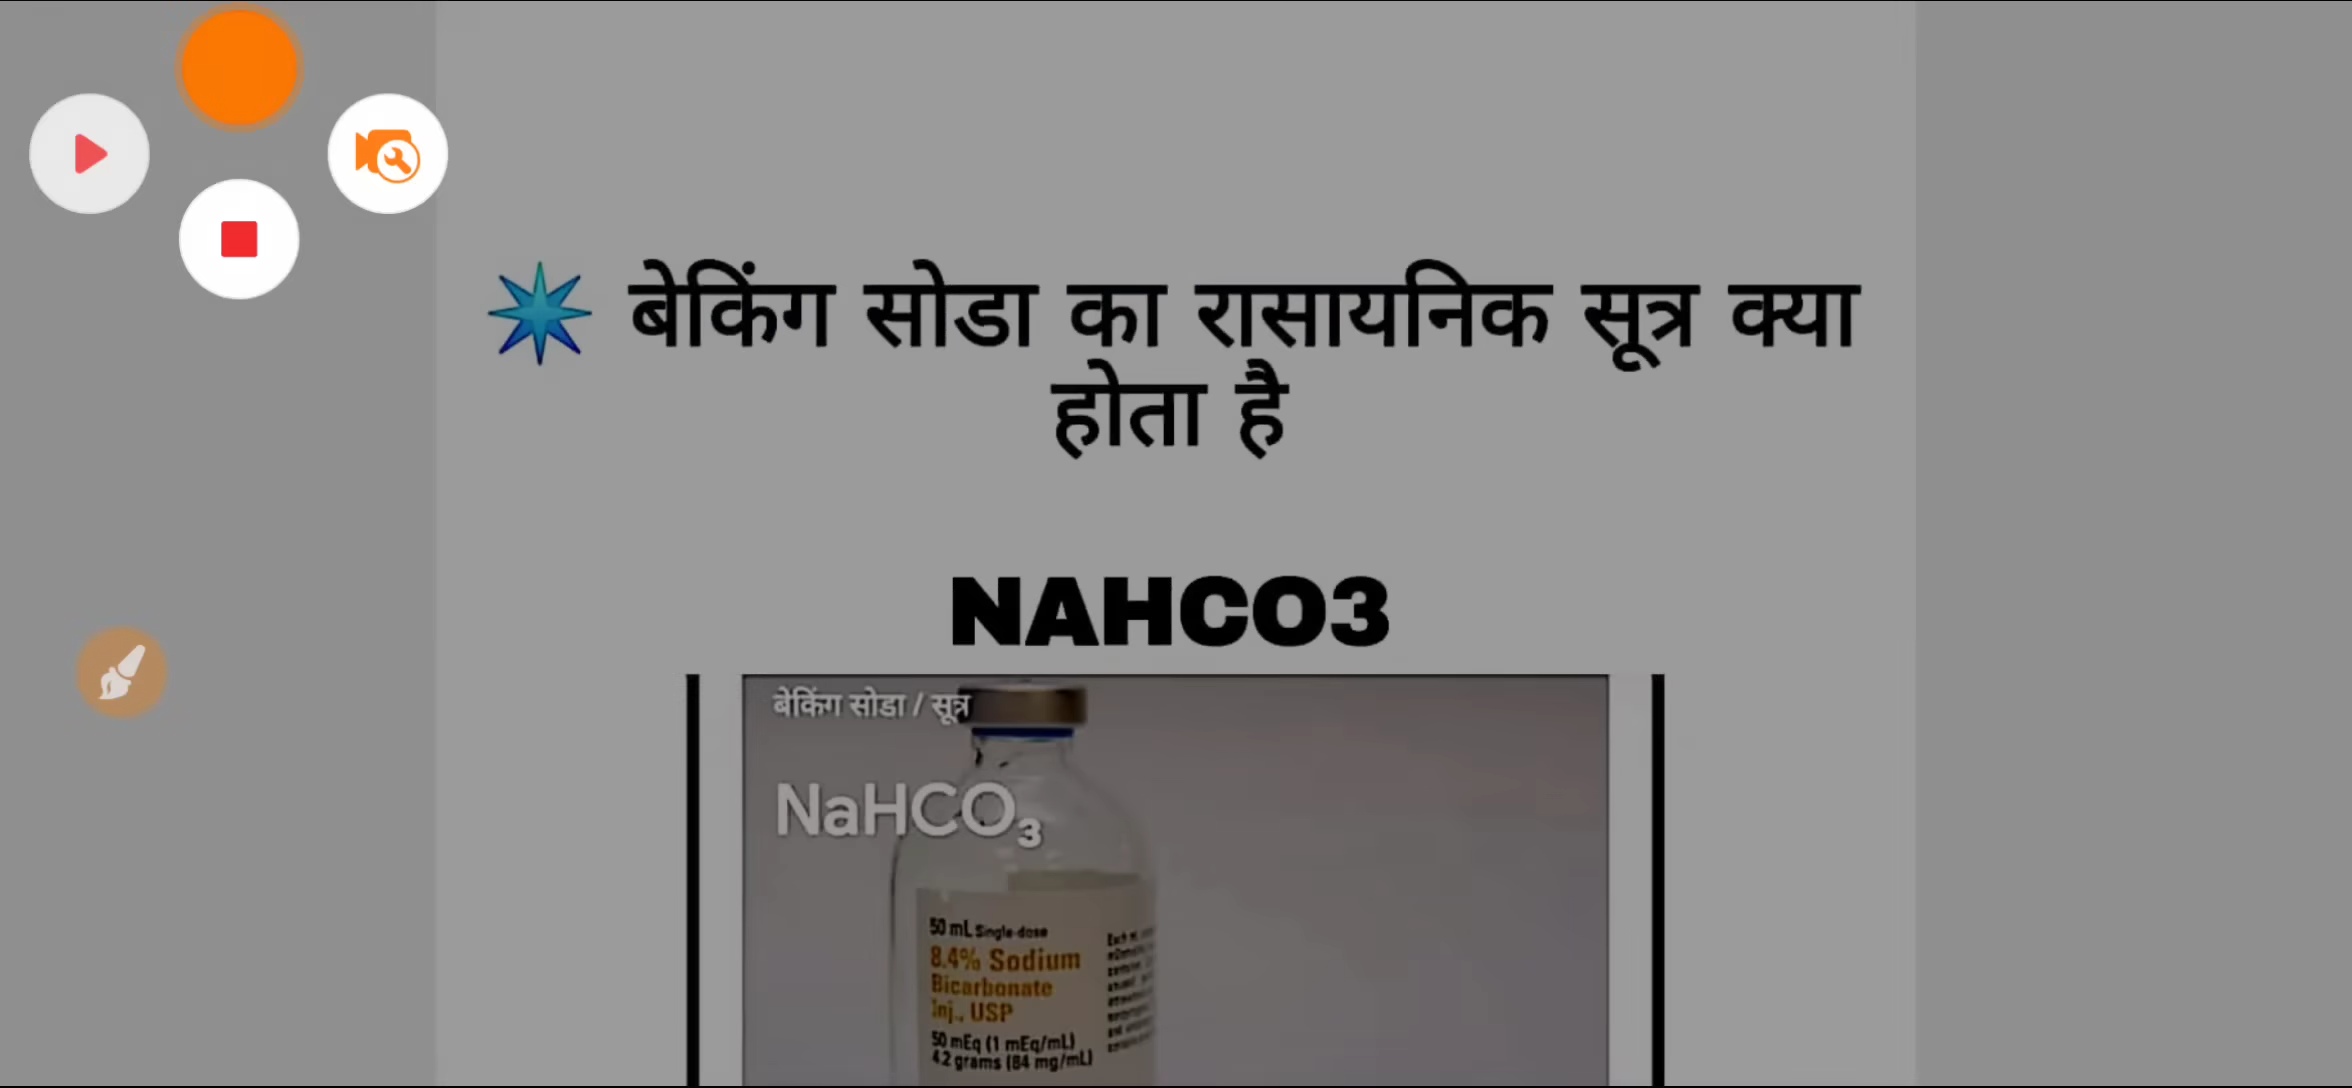 बेकिंग सोडा का रासायनिक सूत्र क्या
होता है
NAHCO3
बेकिंग सोडा / सूत्र
NaHCO₃
50 mL Single-dose
8.4% Sodium
Bicarbonate
Inj., USP
50 mEq (1 mEq/mL)
4.2 grams (84 mg/mL)